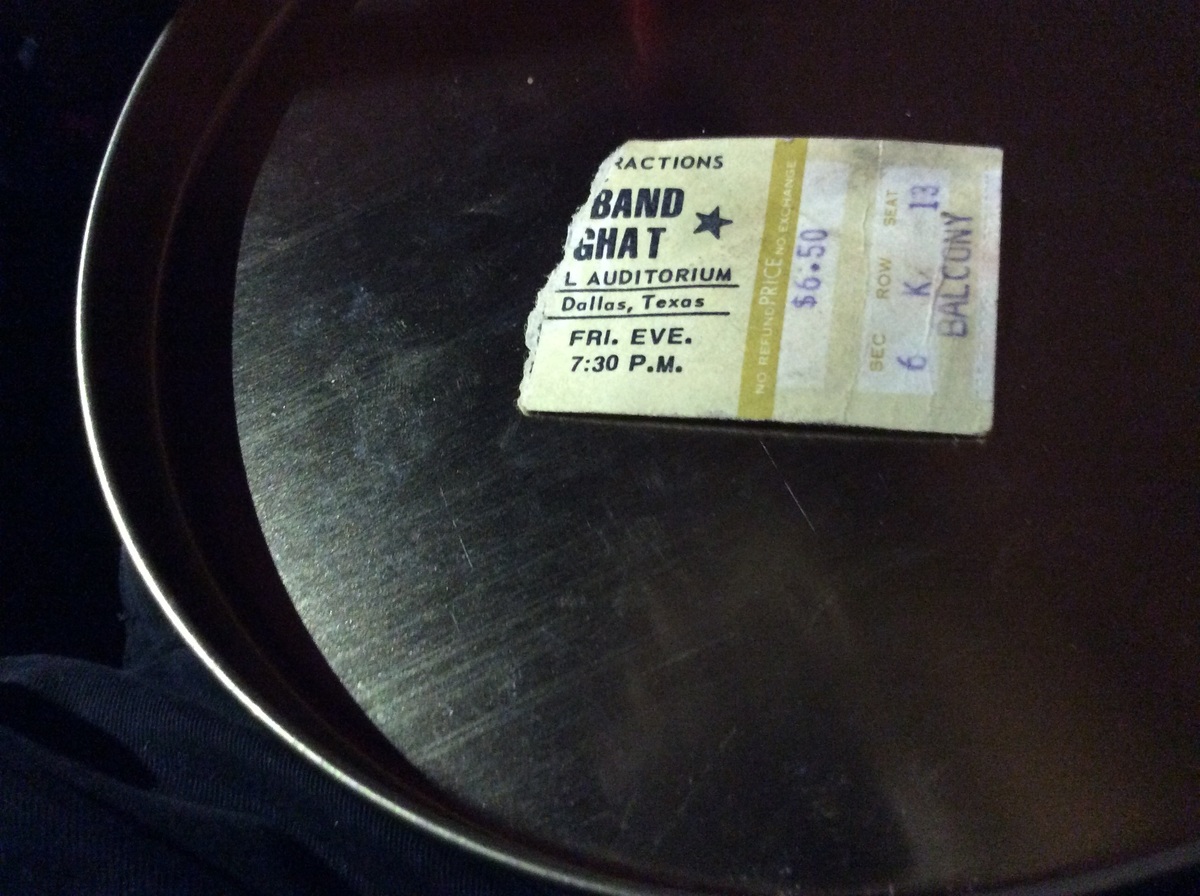 RACTIONS
BAND ★
GHAT
L AUDITORIUM
Dallas, Texas
FRI. EVE.
7:30 P.M.
NO REFUND PRICE NO EXCHANGE
$6.50
SEC ROW SEAT
6 K 13
BALCONY